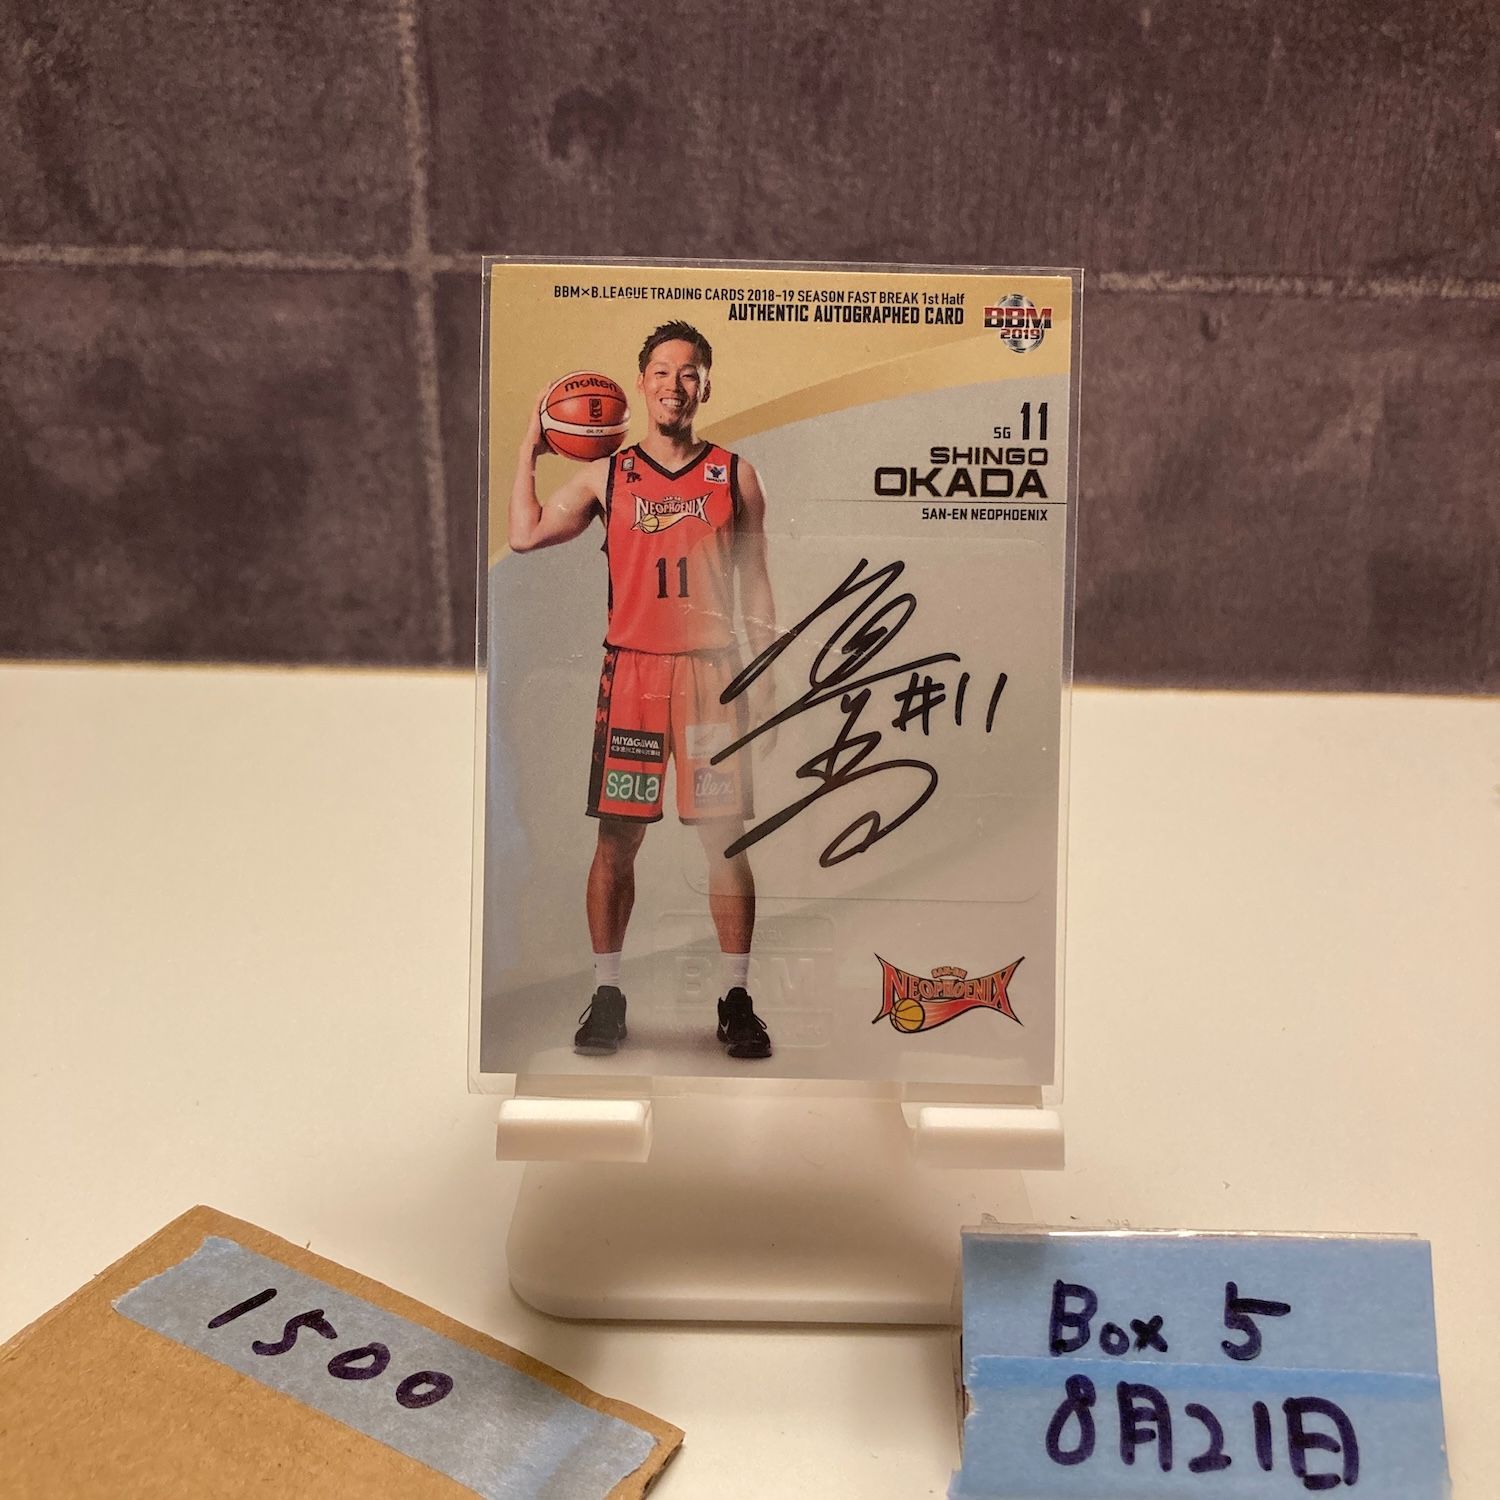 BBM×B.LEAGUE TRADING CARDS 2018-19 SEASON FAST BREAK 1st Half
AUTHENTIC AUTOGRAPHED CARD
BBM
2019
molten
SG 11
SHINGO
OKADA
SAN-EN NEOPHOENIX
NEOPHOENIX
11
#11
MIYAGAWA
sala
ilex
BBM
SAN-EN
NEOPHOENIX
1500
Box 5
8月21日